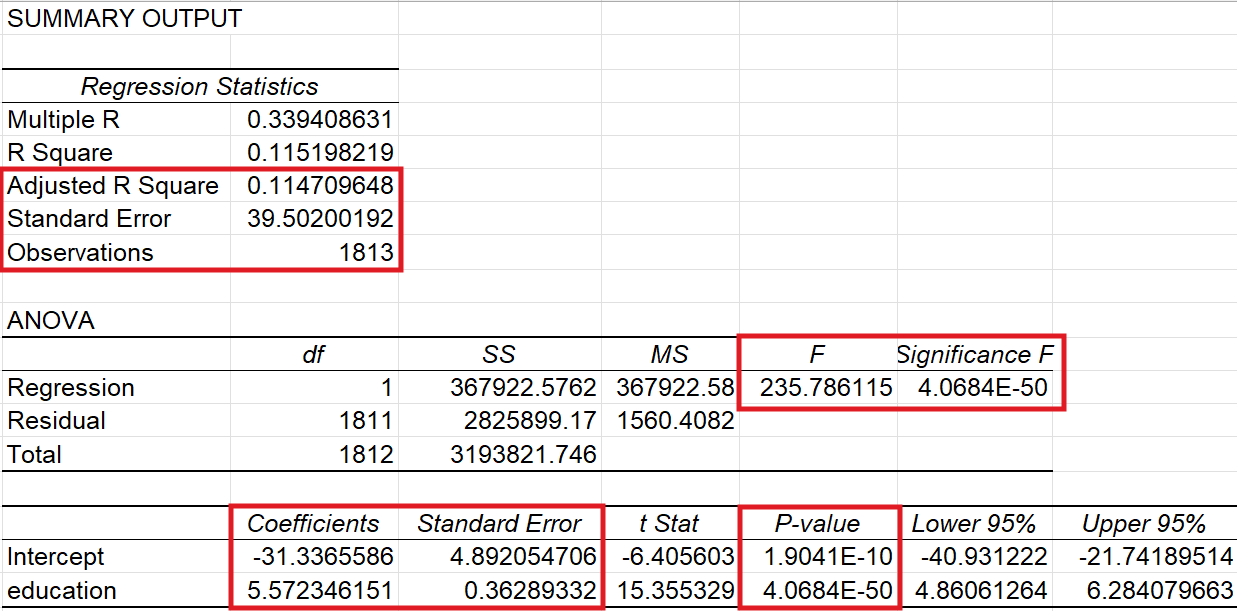 SUMMARY OUTPUT
Regression Statistics
Multiple R 0.339408631
R Square 0.115198219
Adjusted R Square 0.114709648
Standard Error 39.50200192
Observations 1813
ANOVA
df SS MS F Significance F
Regression 1 367922.5762 367922.58 235.786115 4.0684E-50
Residual 1811 2825899.17 1560.4082
Total 1812 3193821.746
Coefficients Standard Error t Stat P-value Lower 95% Upper 95%
Intercept -31.3365586 4.892054706 -6.405603 1.9041E-10 -40.931222 -21.74189514
education 5.572346151 0.36289332 15.355329 4.0684E-50 4.86061264 6.284079663